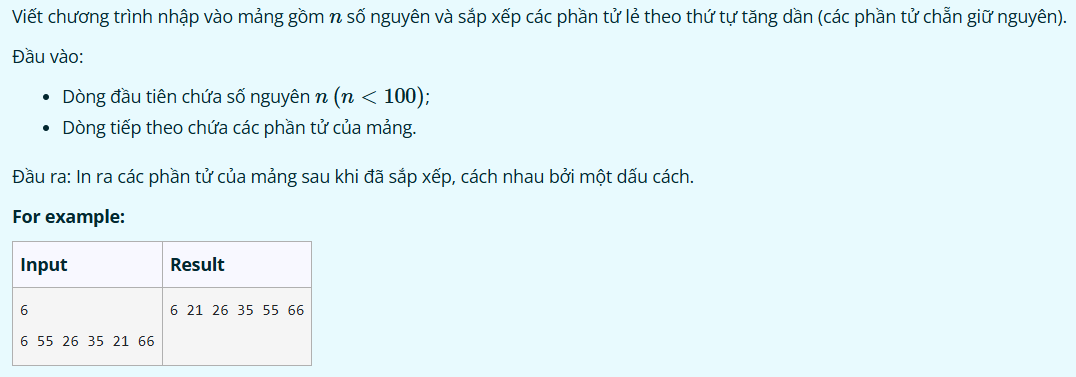 Viết chương trình nhập vào mảng gồm n số nguyên và sắp xếp các phần tử lẻ theo thứ tự tăng dần (các phần tử chẵn giữ nguyên).
Đầu vào:
• Dòng đầu tiên chứa số nguyên n (n < 100);
• Dòng tiếp theo chứa các phần tử của mảng.
Đầu ra: In ra các phần tử của mảng sau khi đã sắp xếp, cách nhau bởi một dấu cách.
For example:
Input Result
6 6 21 26 35 55 66
6 55 26 35 21 66